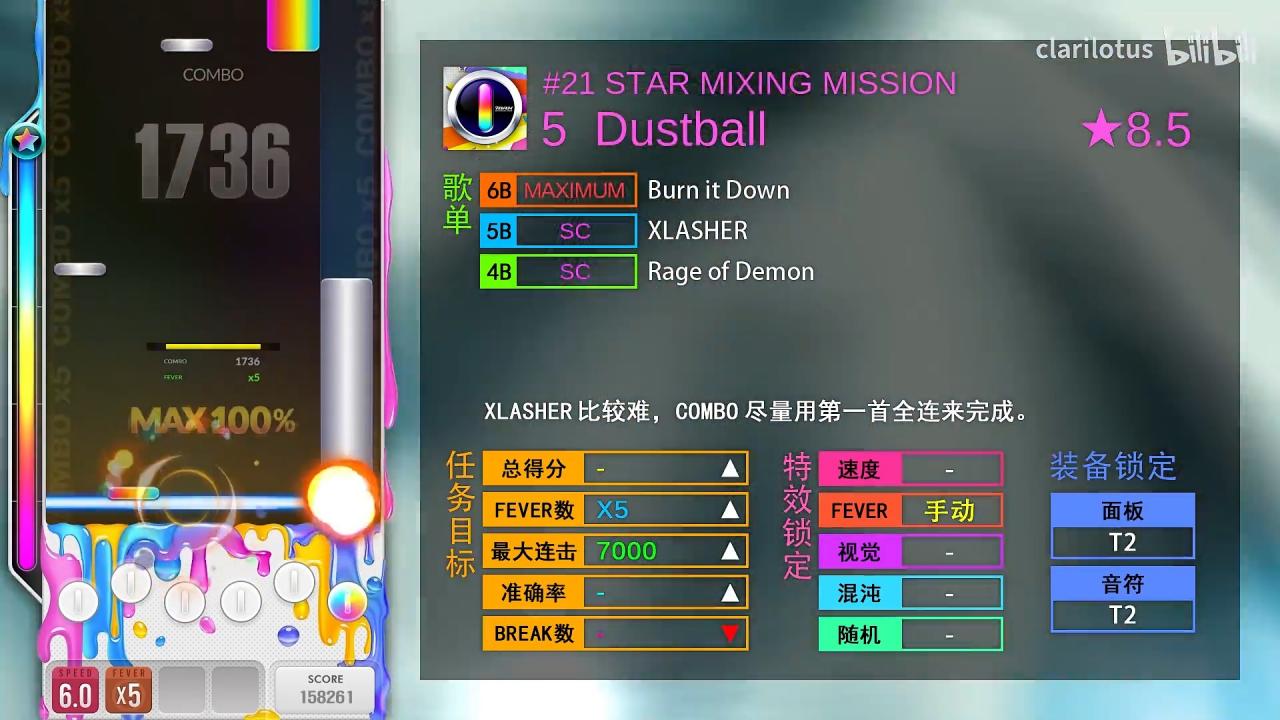 clarilotus bilibili
COMBO
1736
COMBO x5
COMBO 1736
FEVER x5
MAX 100%
SPEED 6.0
FEVER x5
SCORE
158261
#21 STAR MIXING MISSION
5 Dustball
★8.5
歌单
6B MAXIMUM Burn it Down
5B SC XLASHER
4B SC Rage of Demon
XLASHER 比较难，COMBO 尽量用第一首全连来完成。
任务目标
总得分 - ▲
FEVER数 X5 ▲
最大连击 7000 ▲
准确率 - ▲
BREAK数 - ▼
特效锁定
速度 -
FEVER 手动
视觉 -
混沌 -
随机 -
装备锁定
面板
T2
音符
T2